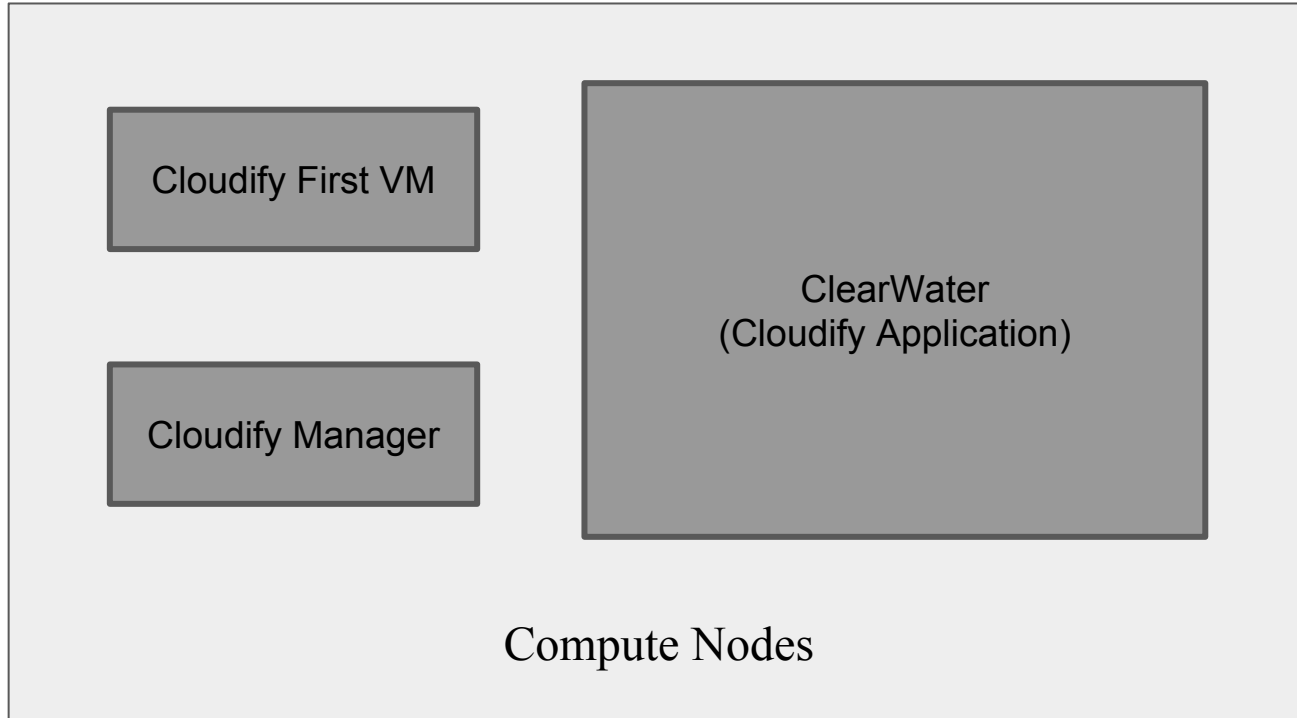 Cloudify First VM
ClearWater
(Cloudify Application)
Cloudify Manager
Compute Nodes